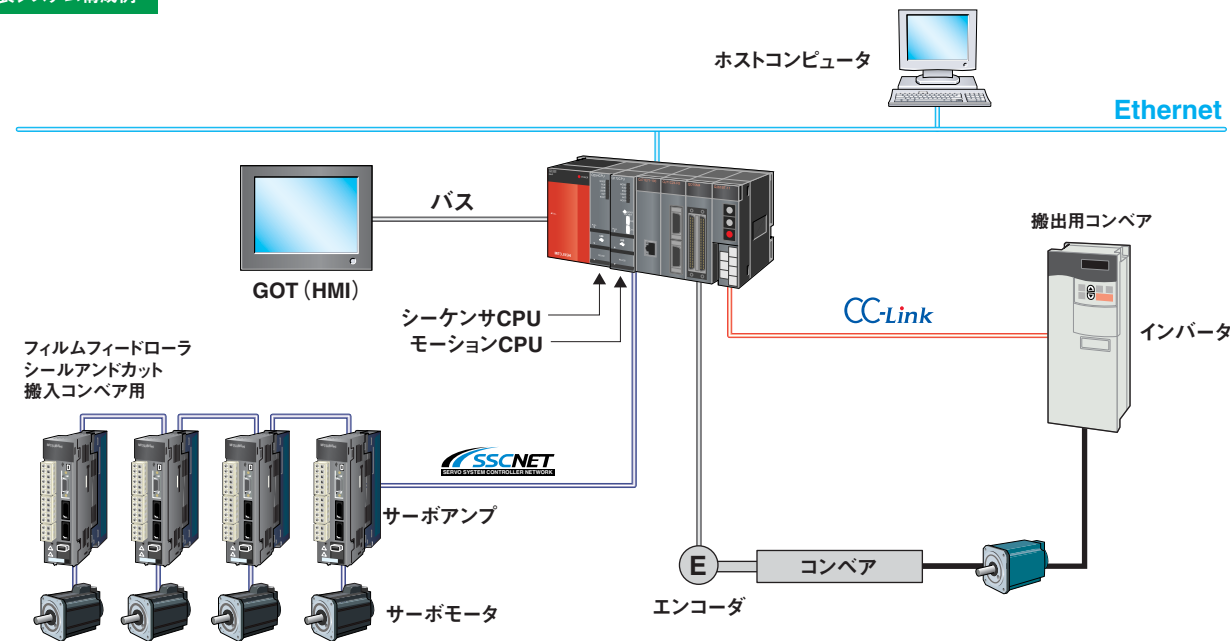 ホストコンピュータ
Ethernet
バス
GOT（HMI）
シーケンサCPU
モーションCPU
搬出用コンベア
CC-Link
インバータ
フィルムフィードローラ
シールアンドカット
搬入コンベア用
SSCNET
SERVO SYSTEM CONTROLLER NETWORK
サーボアンプ
サーボモータ
E
エンコーダ
コンベア